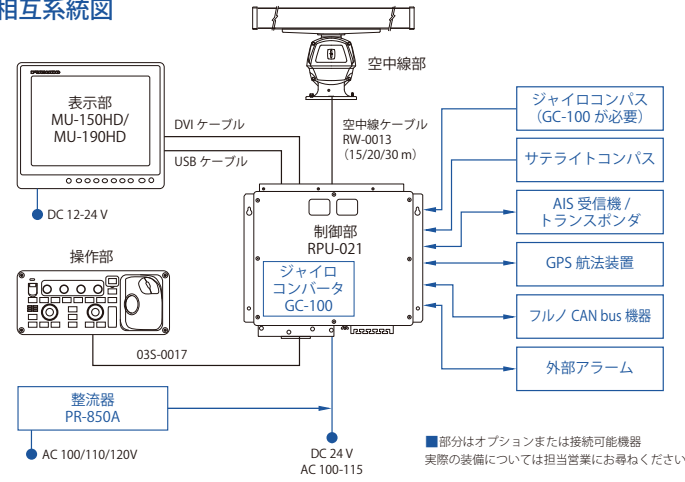 相互系統図
空中線部
表示部
MU-150HD/
MU-190HD
DVI ケーブル
USB ケーブル
空中線ケーブル
RW-0013
（15/20/30 m）
DC 12-24 V
制御部
RPU-021
ジャイロ
コンバータ
GC-100
操作部
03S-0017
整流器
PR-850A
AC 100/110/120V
DC 24 V
AC 100-115
ジャイロコンパス
（GC-100 が必要）
サテライトコンパス
AIS 受信機 /
トランスポンダ
GPS 航法装置
フルノ CAN bus 機器
外部アラーム
■部分はオプションまたは接続可能機器
実際の装備については担当営業にお尋ねください